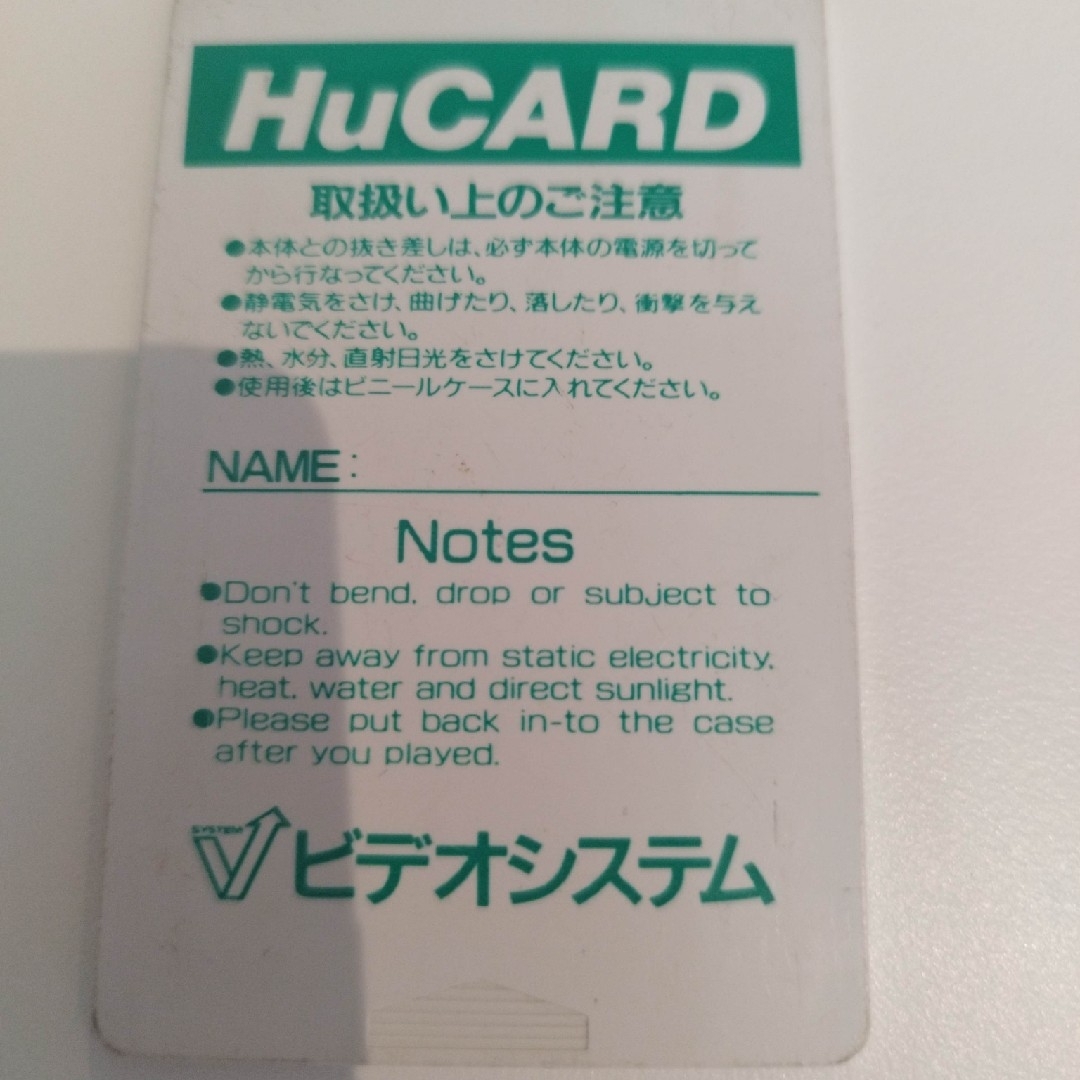 HuCARD
取扱い上のご注意
●本体との抜き差しは、必ず本体の電源を切って
から行なってください。
●静電気をさけ、曲げたり、落したり、衝撃を与え
ないでください。
●熱、水分、直射日光をさけてください。
●使用後はビニールケースに入れてください。
NAME:
Notes
●Don't bend, drop or subject to
shock.
●Keep away from static electricity,
heat, water and direct sunlight.
●Please put back in-to the case
after you played.
SYSTEM
V ビデオシステム